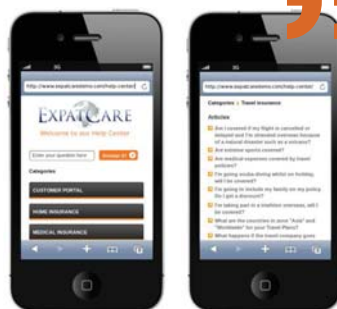 3G
http://www.expatcaredemo.com/help-center/
EXPATCARE
Welcome to our Help Center
Enter your question here
Categories
CUSTOMER PORTAL
HOME INSURANCE
MEDICAL INSURANCE
3G
http://www.expatcaredemo.com/help-center/
Categories Travel Insurance
Articles
Am I covered if my flight is cancelled or
delayed and I'm stranded overseas because
of a natural disaster such as a volcano?
Are extreme sports covered?
Are medical expenses covered by travel
policies?
I'm going scuba diving whilst on holiday,
will I be covered?
I'm going to include my family on my policy
Do I get a discount?
I'm taking part in a triathlon overseas, will I
be covered?
What are the countries in zone "Asia" and
"Worldwide" for your Travel Plans?
What happens if the travel company goes